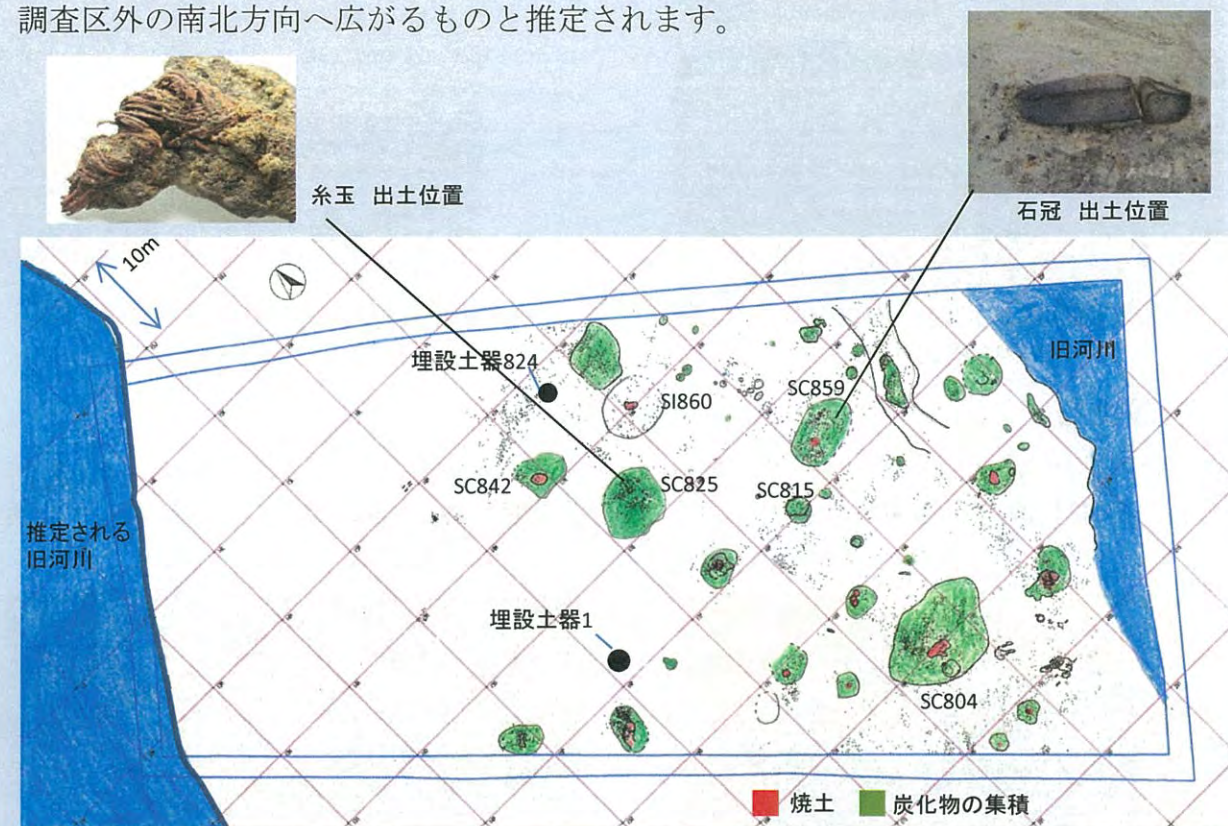 調査区外の南北方向へ広がるものと推定されます。
糸玉 出土位置
石冠 出土位置
10m
埋設土器824
旧河川
SI860
SC859
SC842
SC825
SC815
推定される
旧河川
埋設土器1
SC804
焼土
炭化物の集積